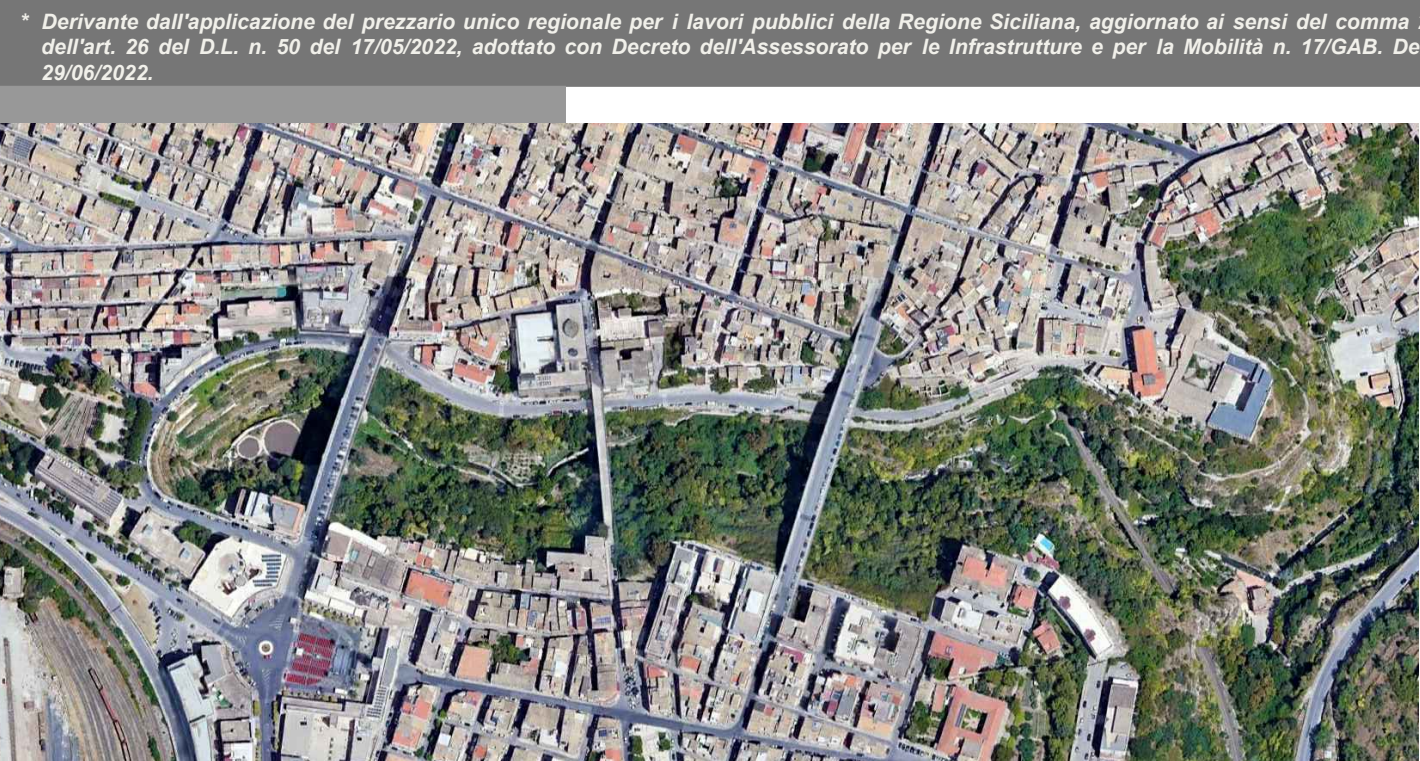 * Derivante dall'applicazione del prezzario unico regionale per i lavori pubblici della Regione Siciliana, aggiornato ai sensi del comma
dell'art. 26 del D.L. n. 50 del 17/05/2022, adottato con Decreto dell'Assessorato per le Infrastrutture e per la Mobilità n. 17/GAB. De
29/06/2022.